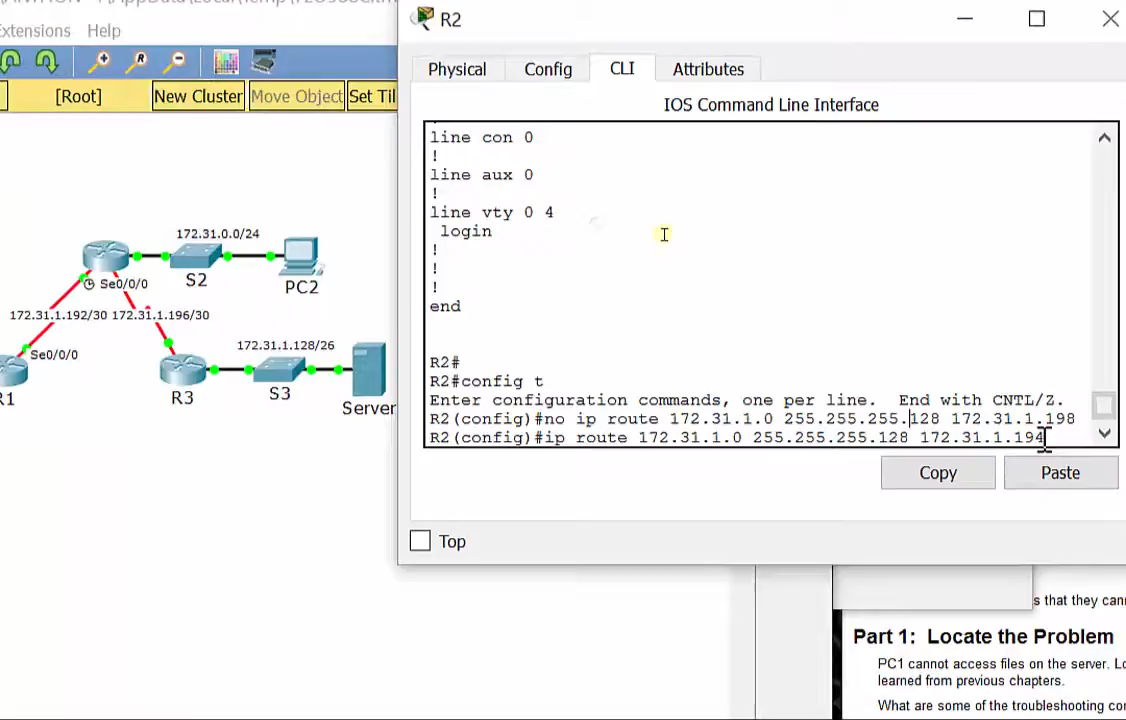 Extensions Help
R2
[Root] New Cluster Move Object Set Til
Physical Config CLI Attributes
IOS Command Line Interface
line con 0
!
line aux 0
!
line vty 0 4
login
!
!
!
end
R2#
R2#config t
Enter configuration commands, one per line. End with CNTL/Z.
R2(config)#no ip route 172.31.1.0 255.255.255.128 172.31.1.198
R2(config)#ip route 172.31.1.0 255.255.255.128 172.31.1.194
Copy Paste
Top
172.31.0.0/24
S2
PC2
Se0/0/0
172.31.1.192/30 172.31.1.196/30
Se0/0/0
R1
172.31.1.128/26
R3
S3
Server
s that they can
Part 1: Locate the Problem
PC1 cannot access files on the server. Lo
learned from previous chapters.
What are some of the troubleshooting co